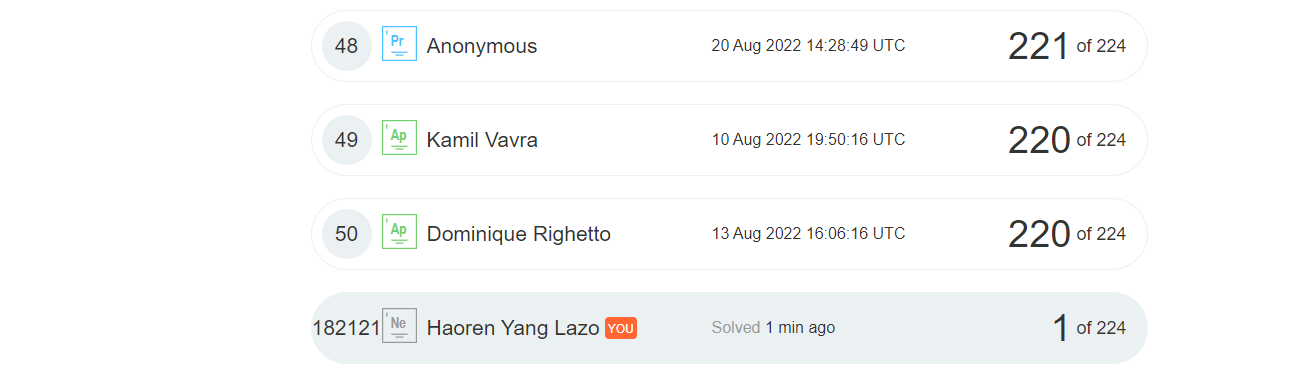 48 Pr Anonymous 20 Aug 2022 14:28:49 UTC 221 of 224
49 Ap Kamil Vavra 10 Aug 2022 19:50:16 UTC 220 of 224
50 Ap Dominique Righetto 13 Aug 2022 16:06:16 UTC 220 of 224
182121 Ne Haoren Yang Lazo YOU Solved 1 min ago 1 of 224